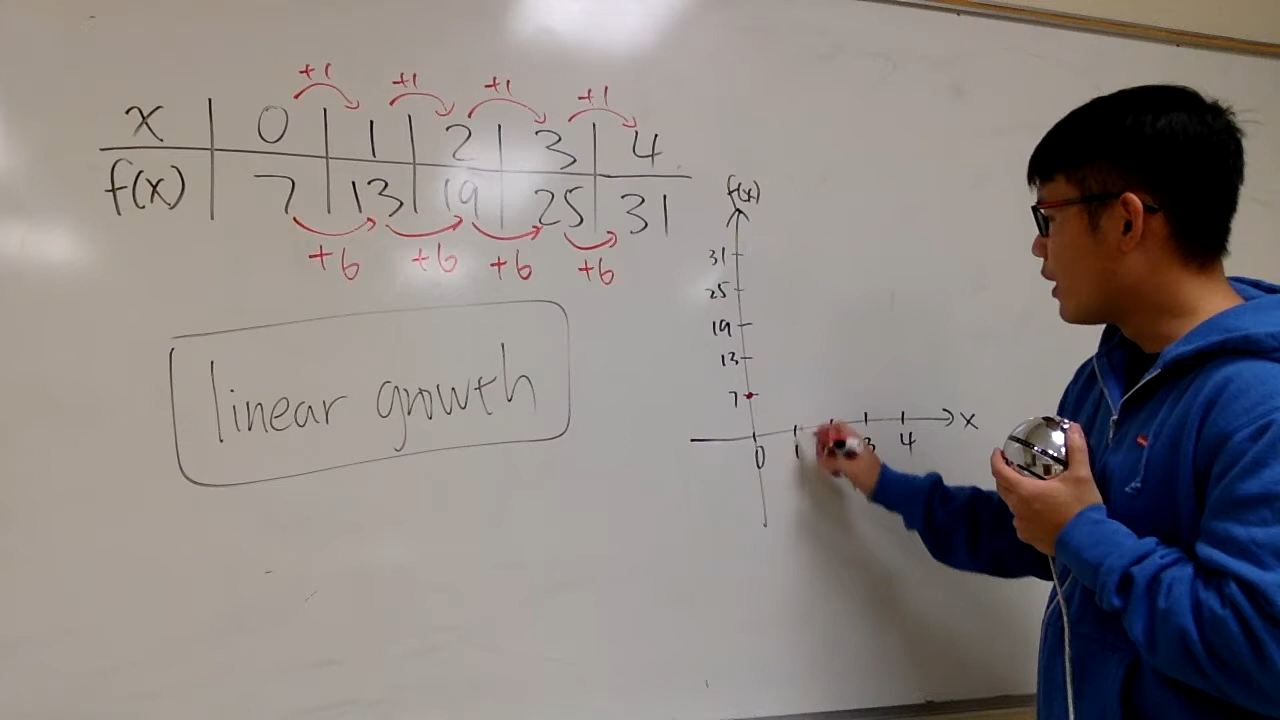 +1 +1 +1 +1
x 0 1 2 3 4
f(x) 7 13 19 25 31
+6 +6 +6 +6
linear growth
f(x)
31
25
19
13
7
x
0 1 3 4